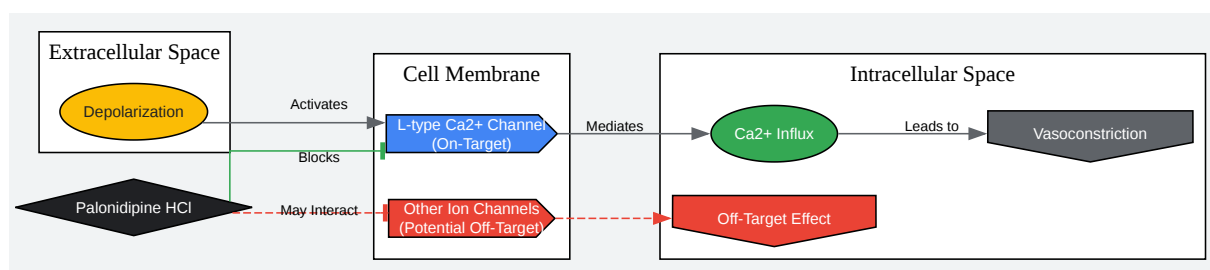 Extracellular Space
Depolarization
Activates
Blocks
Palonidipine HCl
May Interact
Cell Membrane
L-type Ca2+ Channel
(On-Target)
Other Ion Channels
(Potential Off-Target)
Mediates
Intracellular Space
Ca2+ Influx
Leads to
Vasoconstriction
Off-Target Effect